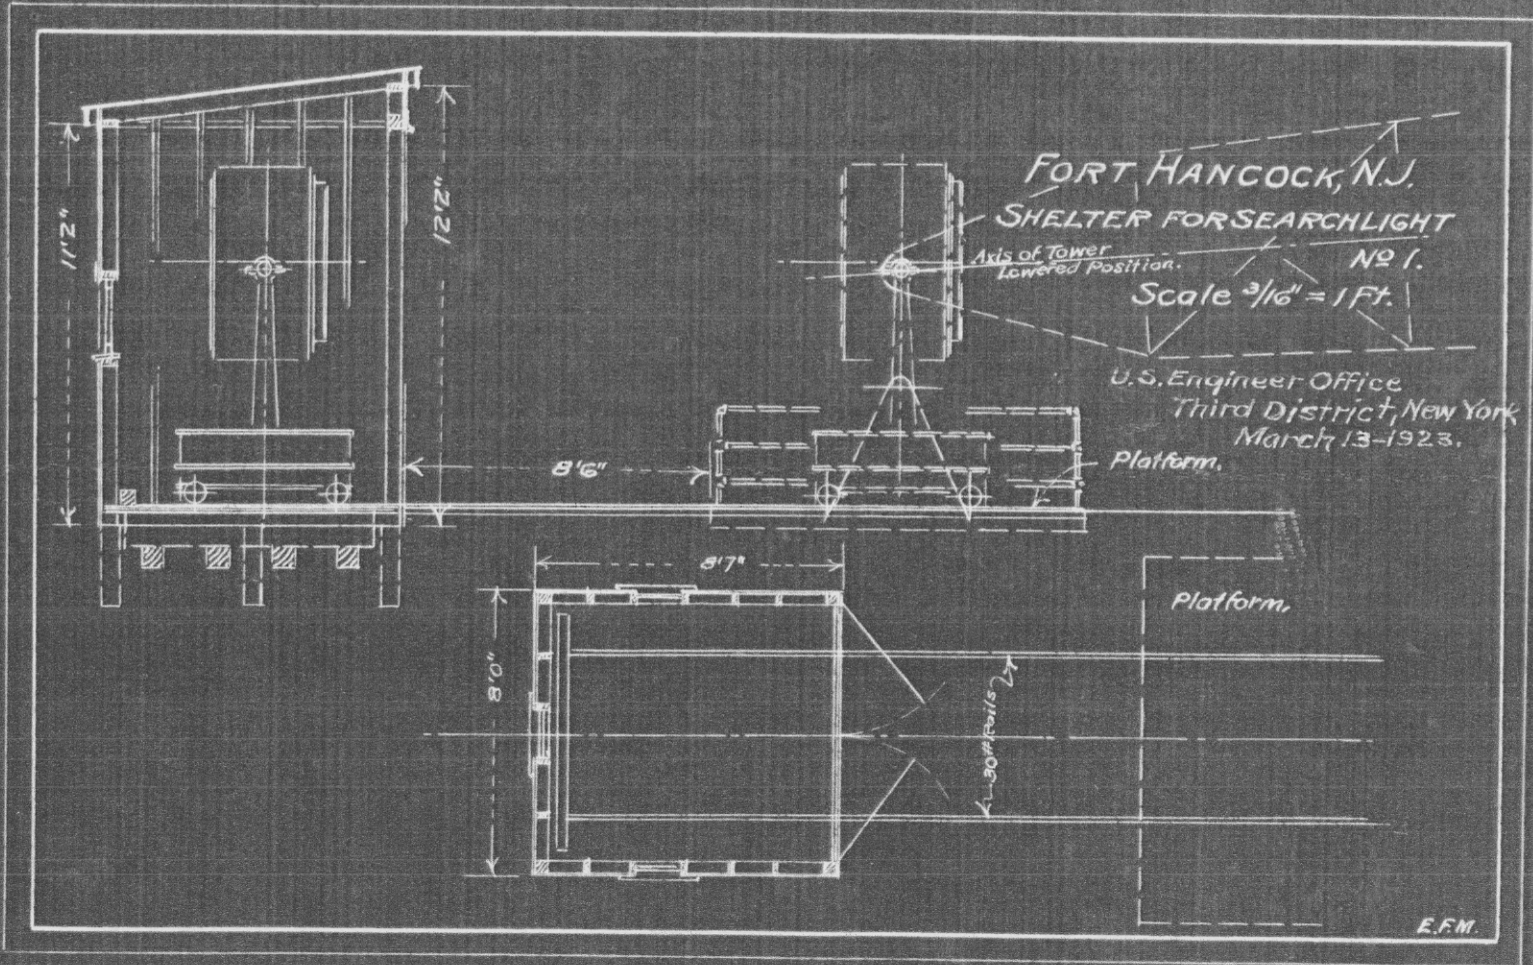 FORT HANCOCK, N.J.
SHELTER FOR SEARCHLIGHT
No 1.
Axis of Tower
Lowered Position.
Scale 3/16" = 1 Ft.
U.S. Engineer Office
Third District, New York
March 13-1923.
11'2"
12'2"
8'6"
Platform.
8'7"
8'0"
30# Rails
Platform.
E.F.M.